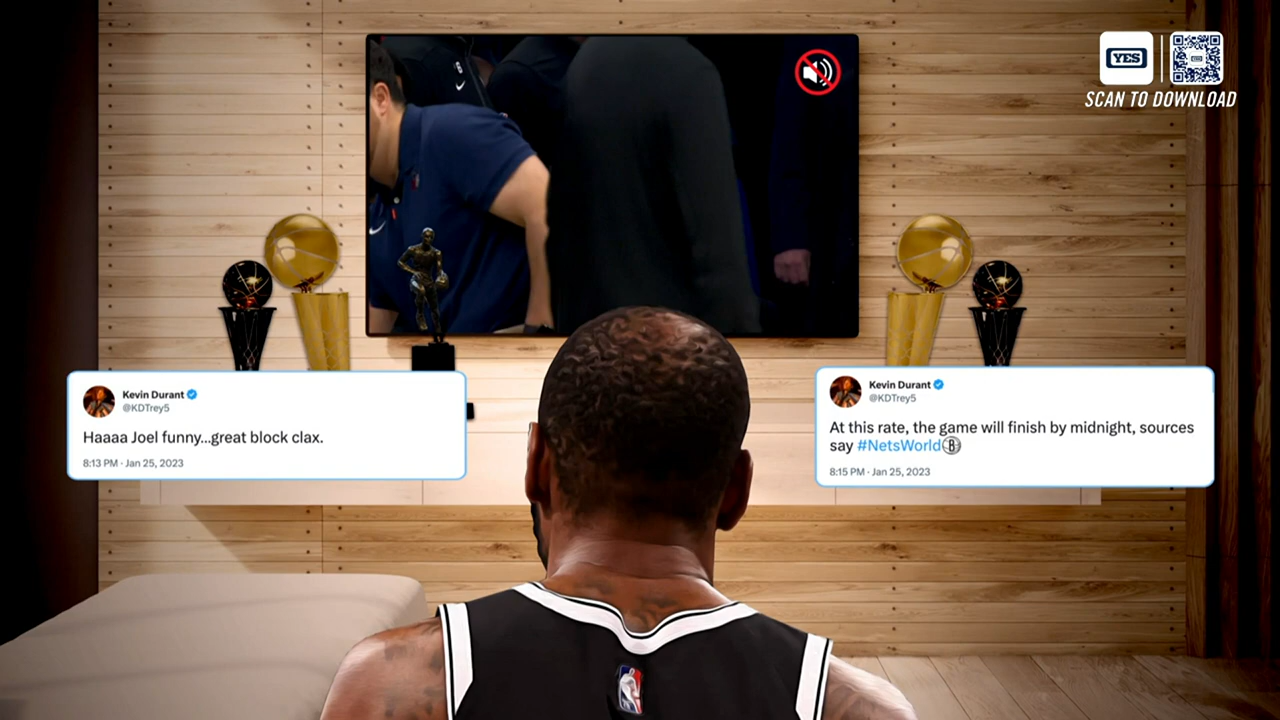 YES
SCAN TO DOWNLOAD
Kevin Durant
@KDTrey5
Haaaa Joel funny...great block clax.
8:13 PM · Jan 25, 2023
Kevin Durant
@KDTrey5
At this rate, the game will finish by midnight, sources
say #NetsWorld
8:15 PM · Jan 25, 2023